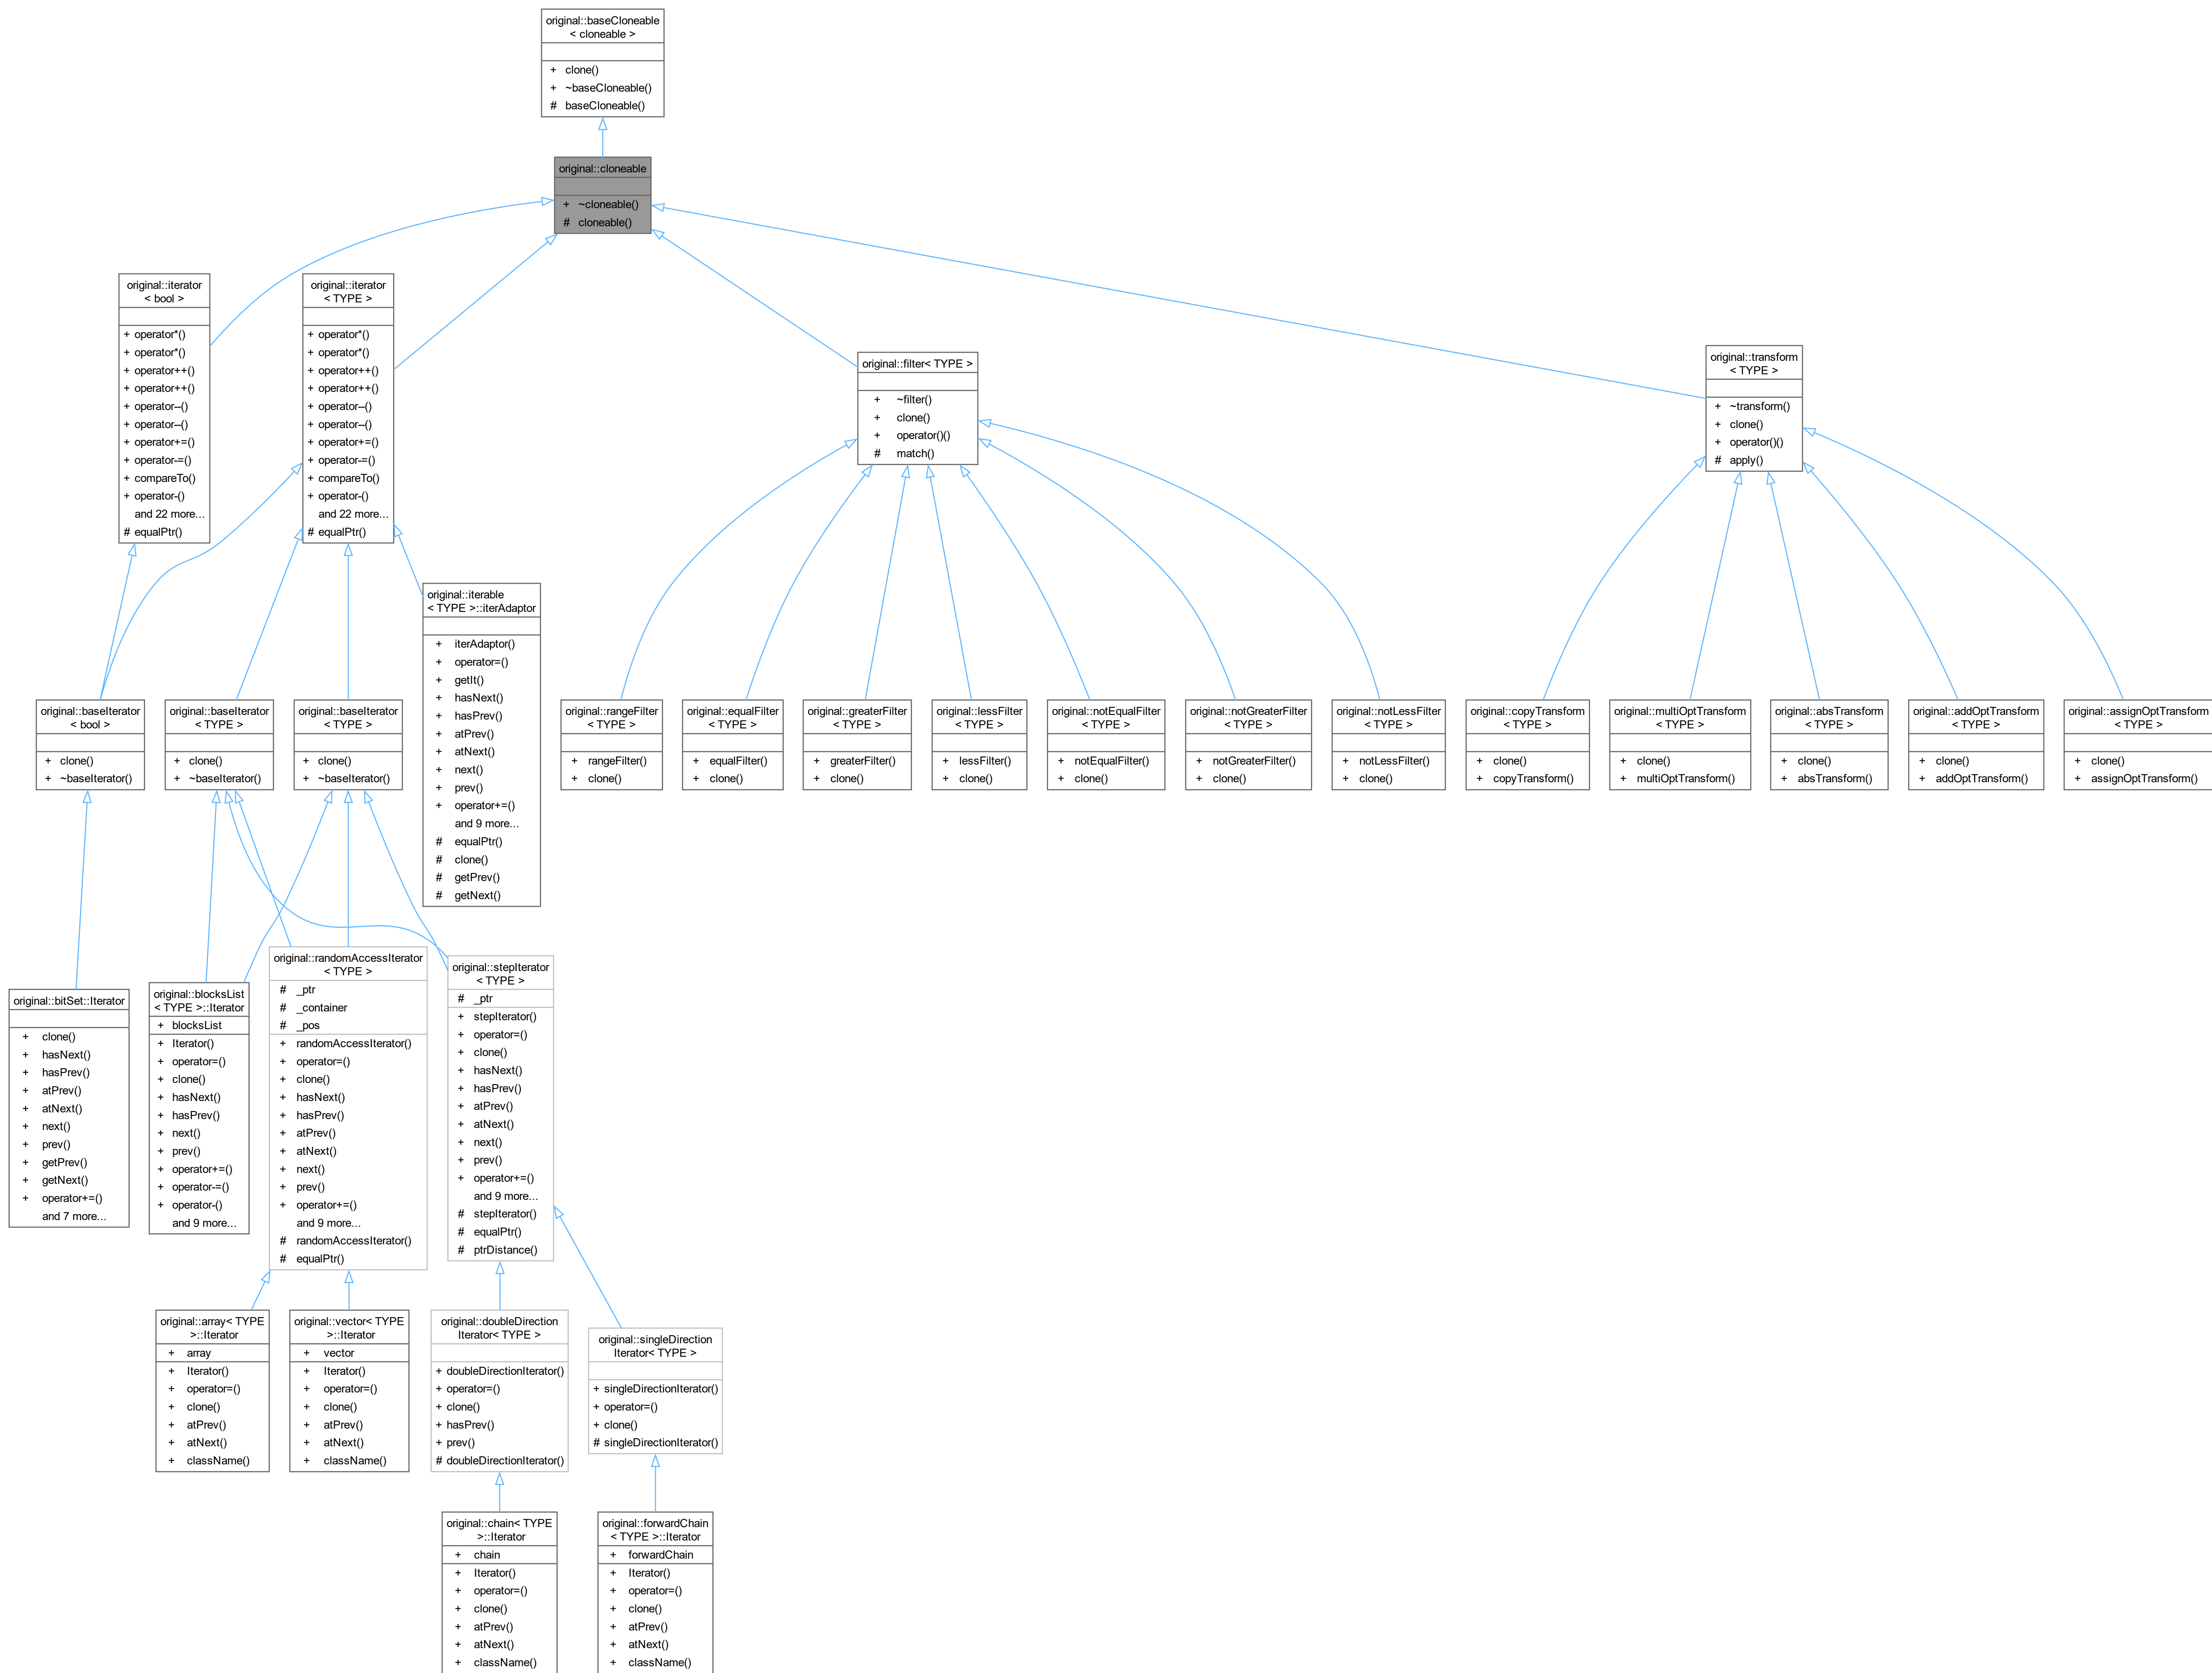 original::baseCloneable
< cloneable >
+ clone()
+ ~baseCloneable()
# baseCloneable()
original::cloneable
+ ~cloneable()
# cloneable()
original::iterator
< bool >
+ operator*()
+ operator*()
+ operator++()
+ operator++()
+ operator--()
+ operator--()
+ operator+=()
+ operator-=()
+ compareTo()
+ operator-()
and 22 more...
# equalPtr()
original::iterator
< TYPE >
+ operator*()
+ operator*()
+ operator++()
+ operator++()
+ operator--()
+ operator--()
+ operator+=()
+ operator-=()
+ compareTo()
+ operator-()
and 22 more...
# equalPtr()
original::filter< TYPE >
+ ~filter()
+ clone()
+ operator()()
# match()
original::transform
< TYPE >
+ ~transform()
+ clone()
+ operator()()
# apply()
original::iterable
< TYPE >::iterAdaptor
+ iterAdaptor()
+ operator=()
+ getIt()
+ hasNext()
+ hasPrev()
+ atPrev()
+ atNext()
+ next()
+ prev()
+ operator+=()
and 9 more...
# equalPtr()
# clone()
# getPrev()
# getNext()
original::baseIterator
< bool >
+ clone()
+ ~baseIterator()
original::baseIterator
< TYPE >
+ clone()
+ ~baseIterator()
original::baseIterator
< TYPE >
+ clone()
+ ~baseIterator()
original::rangeFilter
< TYPE >
+ rangeFilter()
+ clone()
original::equalFilter
< TYPE >
+ equalFilter()
+ clone()
original::greaterFilter
< TYPE >
+ greaterFilter()
+ clone()
original::lessFilter
< TYPE >
+ lessFilter()
+ clone()
original::notEqualFilter
< TYPE >
+ notEqualFilter()
+ clone()
original::notGreaterFilter
< TYPE >
+ notGreaterFilter()
+ clone()
original::notLessFilter
< TYPE >
+ notLessFilter()
+ clone()
original::copyTransform
< TYPE >
+ clone()
+ copyTransform()
original::multiOptTransform
< TYPE >
+ clone()
+ multiOptTransform()
original::absTransform
< TYPE >
+ clone()
+ absTransform()
original::addOptTransform
< TYPE >
+ clone()
+ addOptTransform()
original::assignOptTransform
< TYPE >
+ clone()
+ assignOptTransform()
original::bitSet::Iterator
+ clone()
+ hasNext()
+ hasPrev()
+ atPrev()
+ atNext()
+ next()
+ prev()
+ getPrev()
+ getNext()
+ operator+=()
and 7 more...
original::blocksList
< TYPE >::Iterator
+ blocksList
+ Iterator()
+ operator=()
+ clone()
+ hasNext()
+ hasPrev()
+ next()
+ prev()
+ operator+=()
+ operator-=()
+ operator-()
and 9 more...
original::randomAccessIterator
< TYPE >
# _ptr
# _container
# _pos
+ randomAccessIterator()
+ operator=()
+ clone()
+ hasNext()
+ hasPrev()
+ atPrev()
+ atNext()
+ next()
+ prev()
+ operator+=()
and 9 more...
# randomAccessIterator()
# equalPtr()
original::stepIterator
< TYPE >
# _ptr
+ stepIterator()
+ operator=()
+ clone()
+ hasNext()
+ hasPrev()
+ atPrev()
+ atNext()
+ next()
+ prev()
+ operator+=()
and 9 more...
# stepIterator()
# equalPtr()
# ptrDistance()
original::array< TYPE
>::Iterator
+ array
+ Iterator()
+ operator=()
+ clone()
+ atPrev()
+ atNext()
+ className()
original::vector< TYPE
>::Iterator
+ vector
+ Iterator()
+ operator=()
+ clone()
+ atPrev()
+ atNext()
+ className()
original::doubleDirection
Iterator< TYPE >
+ doubleDirectionIterator()
+ operator=()
+ clone()
+ hasPrev()
+ prev()
# doubleDirectionIterator()
original::singleDirection
Iterator< TYPE >
+ singleDirectionIterator()
+ operator=()
+ clone()
# singleDirectionIterator()
original::chain< TYPE
>::Iterator
+ chain
+ Iterator()
+ operator=()
+ clone()
+ atPrev()
+ atNext()
+ className()
original::forwardChain
< TYPE >::Iterator
+ forwardChain
+ Iterator()
+ operator=()
+ clone()
+ atPrev()
+ atNext()
+ className()